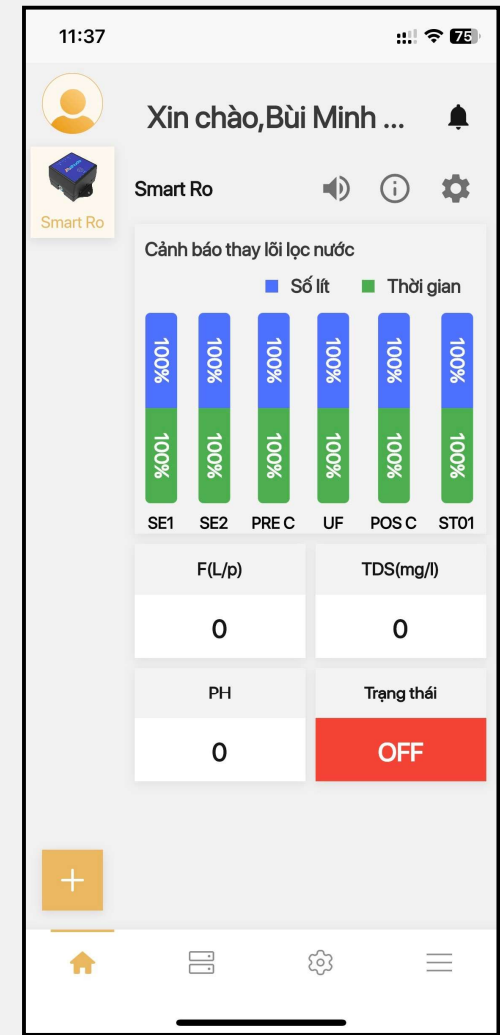 11:37
75
Xin chào,Bùi Minh ...
Smart Ro
Smart Ro
Cảnh báo thay lõi lọc nước
Số lít
Thời gian
100% 100% 100% 100% 100% 100%
100% 100% 100% 100% 100% 100%
SE1 SE2 PRE C UF POS C ST01
F(L/p) TDS(mg/l)
0 0
PH Trạng thái
0 OFF